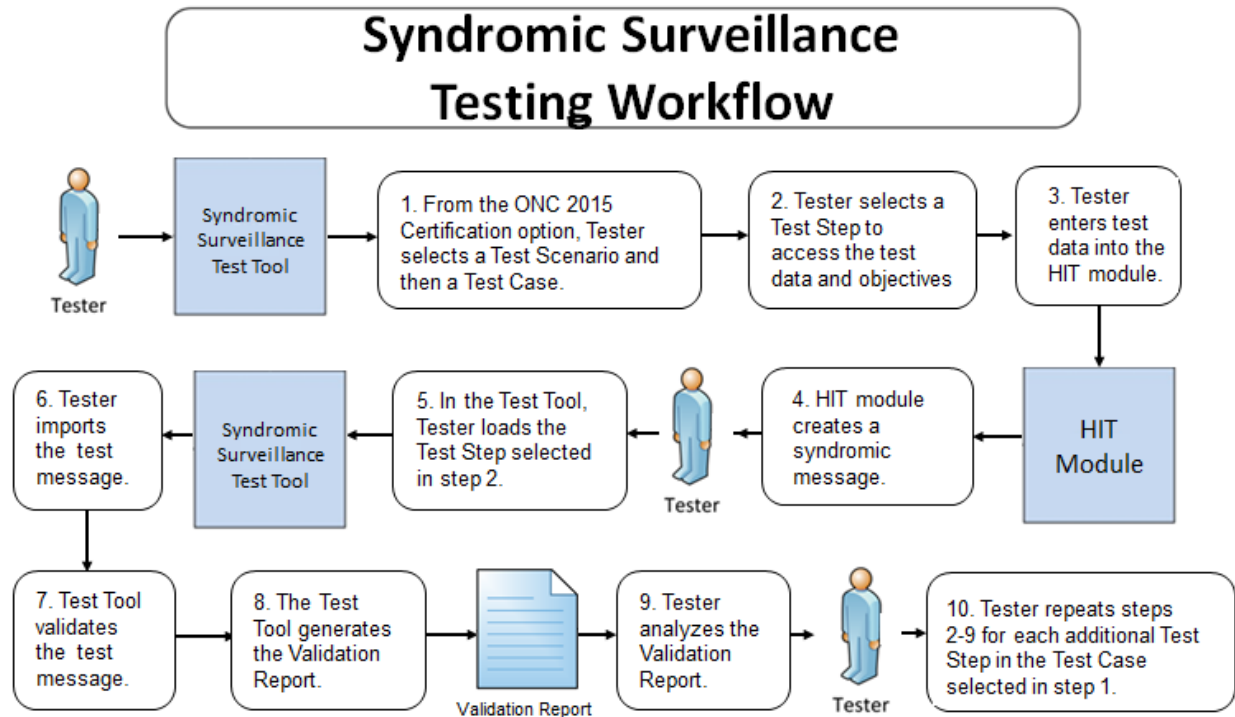 Syndromic Surveillance
Testing Workflow
Tester
Syndromic
Surveillance
Test Tool
1. From the ONC 2015
Certification option, Tester
selects a Test Scenario and
then a Test Case.
2. Tester selects a
Test Step to
access the test
data and objectives
3. Tester
enters test
data into the
HIT module.
HIT
Module
4. HIT module
creates a
syndromic
message.
Tester
5. In the Test Tool,
Tester loads the
Test Step selected
in step 2.
Syndromic
Surveillance
Test Tool
6. Tester
imports
the test
message.
7. Test Tool
validates
the test
message.
8. The Test
Tool generates
the Validation
Report.
Validation Report
9. Tester
analyzes the
Validation
Report.
Tester
10. Tester repeats steps
2-9 for each additional Test
Step in the Test Case
selected in step 1.